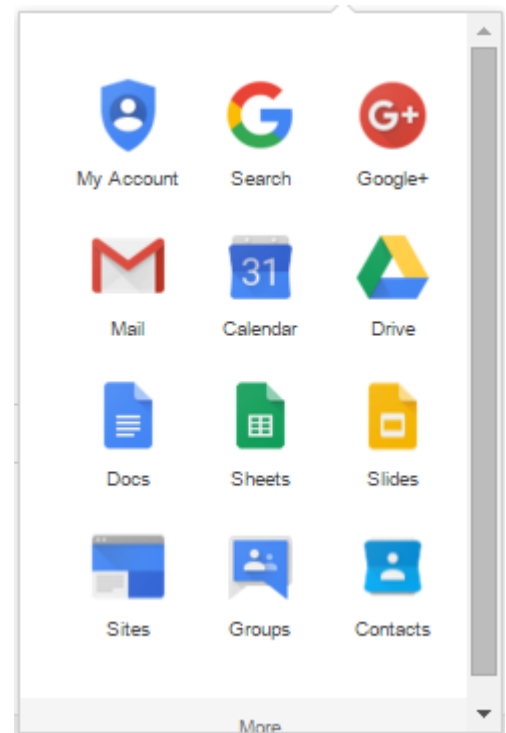 My Account Search Google+
G+
31
Mail Calendar Drive
Docs Sheets Slides
Sites Groups Contacts
More